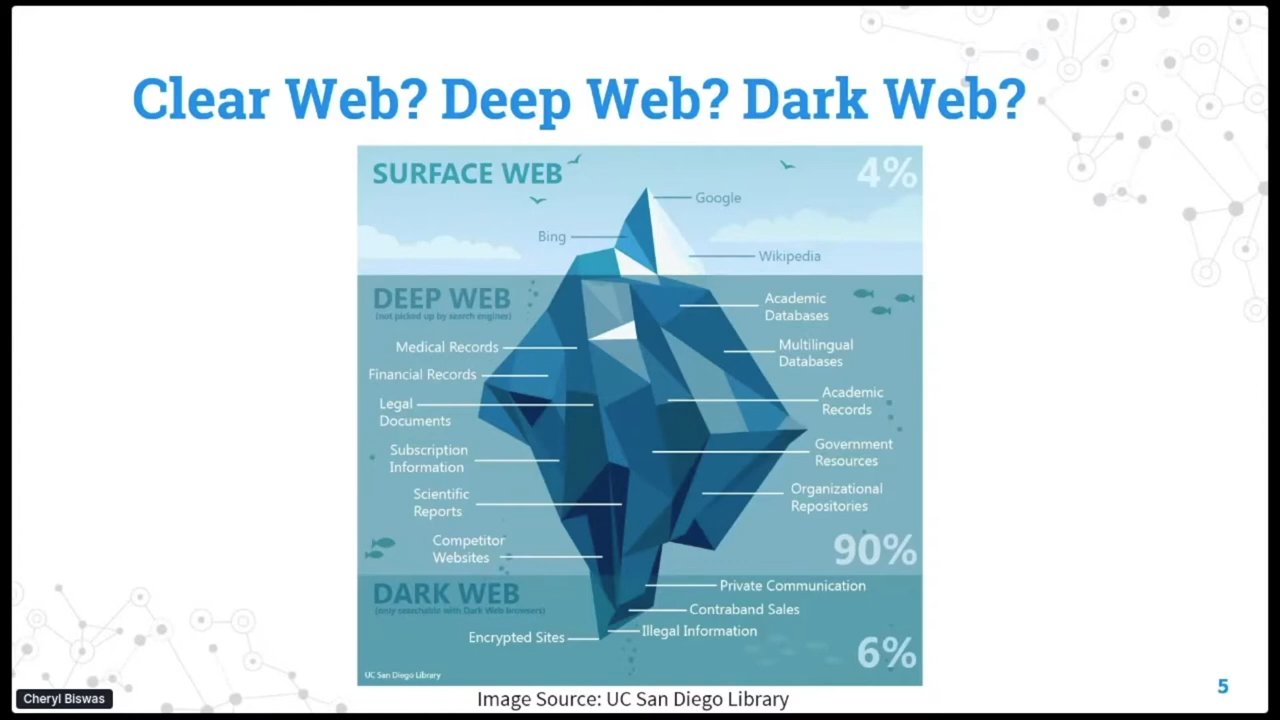 Clear Web? Deep Web? Dark Web?
SURFACE WEB
4%
Google
Bing
Wikipedia
DEEP WEB
(not picked up by search engines)
Academic
Databases
Medical Records
Multilingual
Databases
Financial Records
Academic
Records
Legal
Documents
Government
Resources
Subscription
Information
Organizational
Repositories
Scientific
Reports
Competitor
Websites
90%
DARK WEB
(only searchable with Dark Web browsers)
Private Communication
Contraband Sales
Illegal Information
Encrypted Sites
6%
UC San Diego Library
Image Source: UC San Diego Library
Cheryl Biswas
5